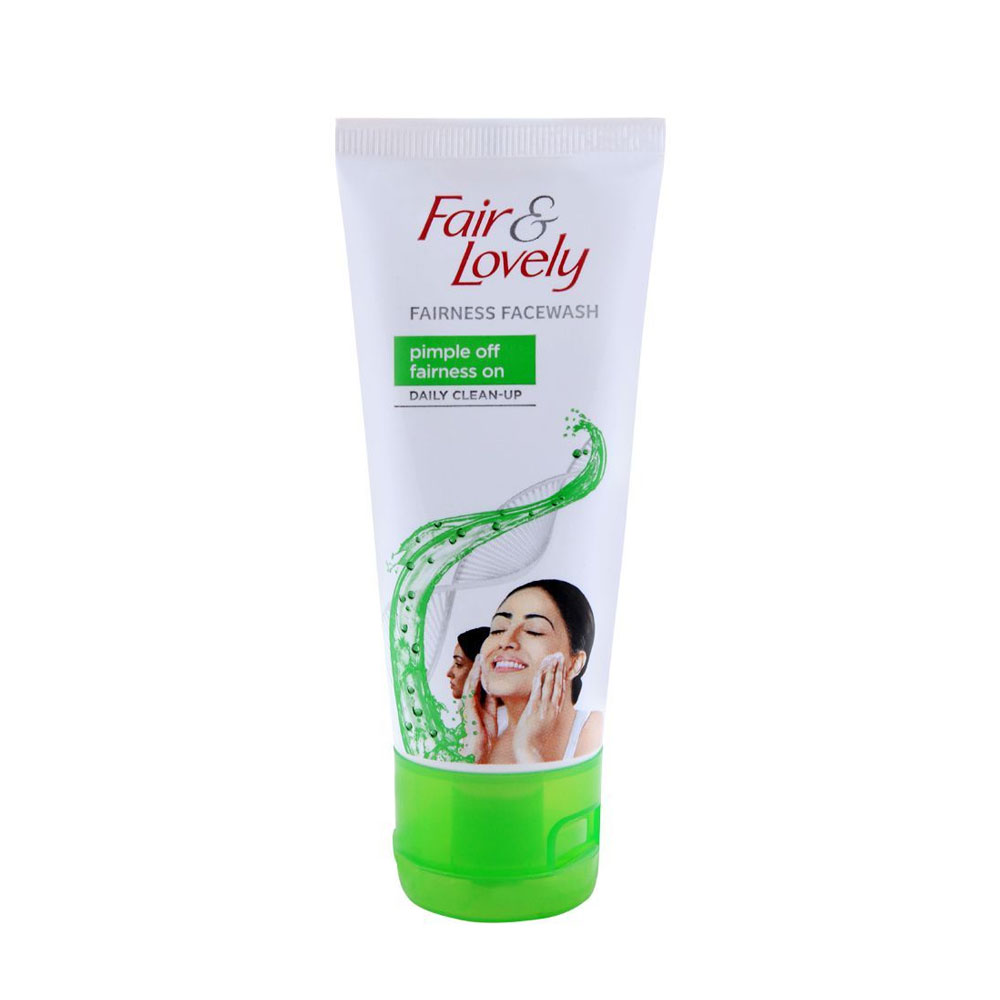 Fair &
Lovely
FAIRNESS FACEWASH
pimple off
fairness on
DAILY CLEAN-UP